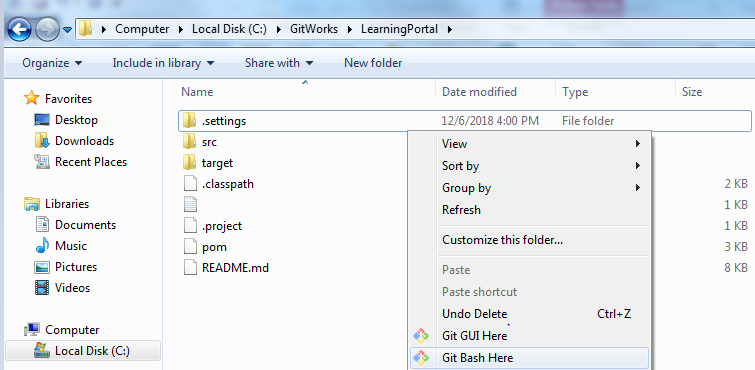 Computer Local Disk (C:) GitWorks LearningPortal
Organize Include in library Share with New folder
Favorites
Desktop
Downloads
Recent Places
Libraries
Documents
Music
Pictures
Videos
Computer
Local Disk (C:)
Name Date modified Type Size
.settings 12/6/2018 4:00 PM File folder
src
target
.classpath 2 KB
1 KB
.project 1 KB
pom 3 KB
README.md 8 KB
View
Sort by
Group by
Refresh
Customize this folder...
Paste
Paste shortcut
Undo Delete Ctrl+Z
Git GUI Here
Git Bash Here